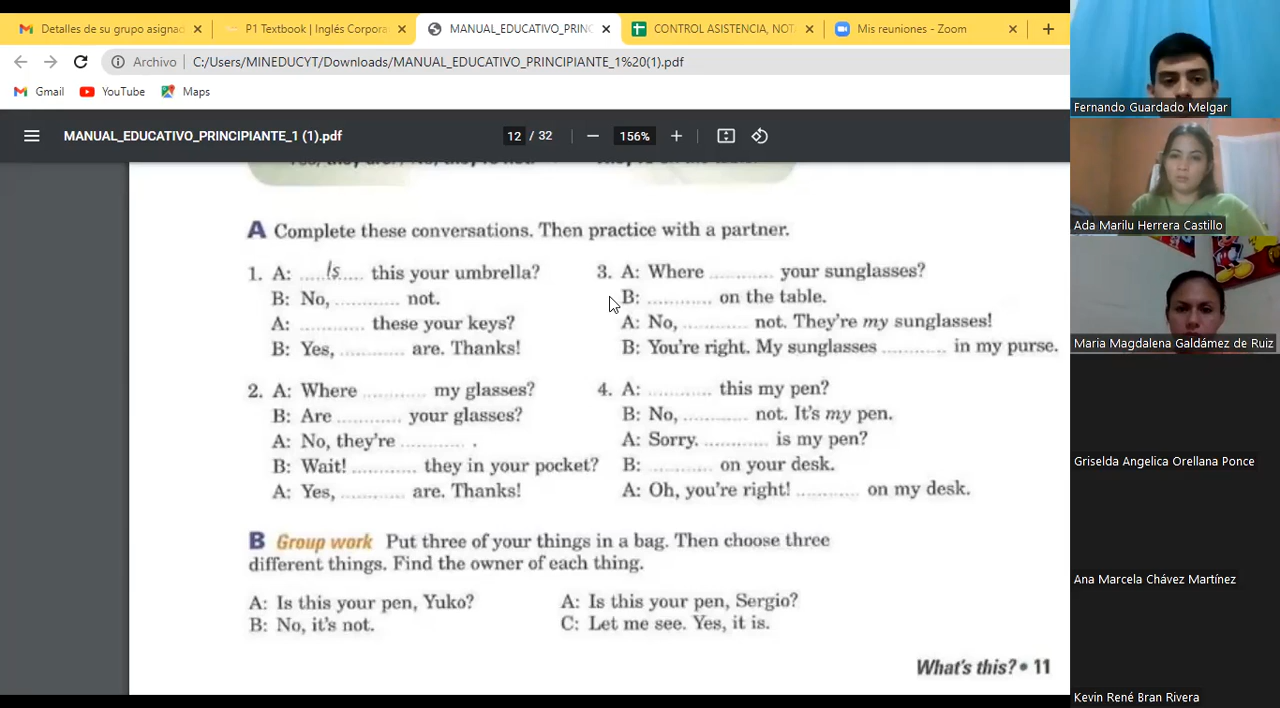 Detalles de su grupo asigna
P1 Textbook | Inglés Corpora
MANUAL_EDUCATIVO_PRIN
CONTROL ASISTENCIA, NOT
Mis reuniones - Zoom
Archivo | C:/Users/MINEDUCYT/Downloads/MANUAL_EDUCATIVO_PRINCIPIANTE_1%20(1).pdf
Gmail YouTube Maps
MANUAL_EDUCATIVO_PRINCIPIANTE_1 (1).pdf 12 / 32 156%
A Complete these conversations. Then practice with a partner.
1. A: .....Is..... this your umbrella?
B: No, ............ not.
A: ............ these your keys?
B: Yes, ............ are. Thanks!
2. A: Where ............ my glasses?
B: Are ............ your glasses?
A: No, they're ............ .
B: Wait! ............ they in your pocket?
A: Yes, ............ are. Thanks!
3. A: Where ............ your sunglasses?
B: ............ on the table.
A: No, ............ not. They're my sunglasses!
B: You're right. My sunglasses ............ in my purse.
4. A: ............ this my pen?
B: No, ............ not. It's my pen.
A: Sorry. ............ is my pen?
B: ............ on your desk.
A: Oh, you're right! ............ on my desk.
B Group work Put three of your things in a bag. Then choose three
different things. Find the owner of each thing.
A: Is this your pen, Yuko?
B: No, it's not.
A: Is this your pen, Sergio?
C: Let me see. Yes, it is.
What's this? • 11
Fernando Guardado Melgar
Ada Marilu Herrera Castillo
Maria Magdalena Galdámez de Ruiz
Griselda Angelica Orellana Ponce
Ana Marcela Chávez Martínez
Kevin René Bran Rivera